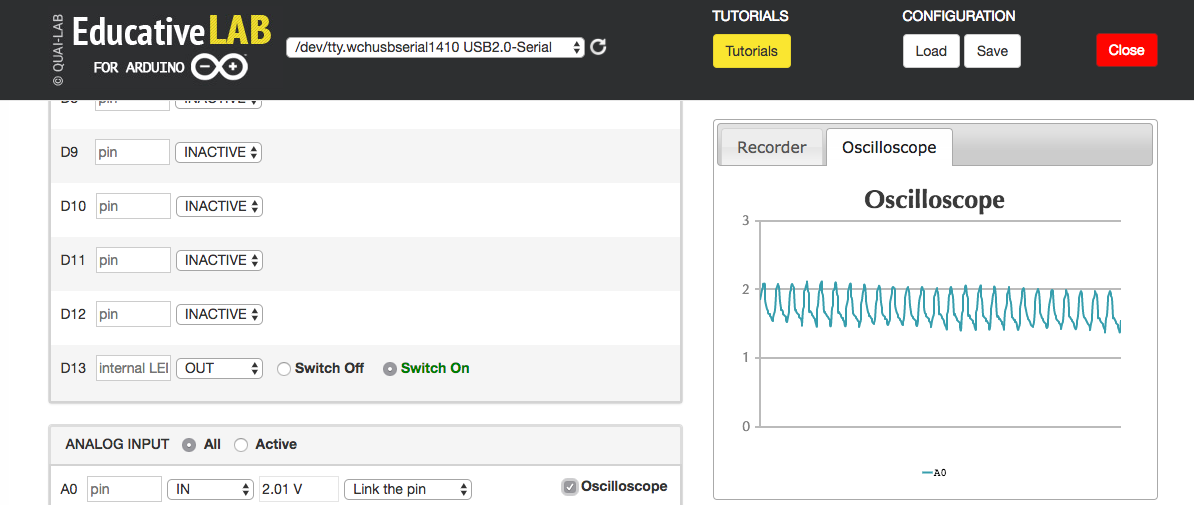 © QUAI-LAB
EducativeLAB
FOR ARDUINO
/dev/tty.wchusbserial1410 USB2.0-Serial
TUTORIALS
Tutorials
CONFIGURATION
Load Save
Close
D9 pin INACTIVE
D10 pin INACTIVE
D11 pin INACTIVE
D12 pin INACTIVE
D13 internal LEI OUT Switch Off Switch On
ANALOG INPUT All Active
A0 pin IN 2.01 V Link the pin Oscilloscope
Recorder Oscilloscope
Oscilloscope
3
2
1
0
A0